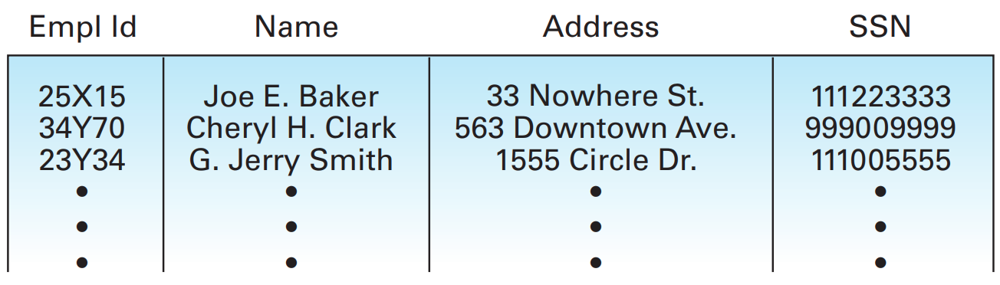 Empl Id Name Address SSN
25X15 Joe E. Baker 33 Nowhere St. 111223333
34Y70 Cheryl H. Clark 563 Downtown Ave. 999009999
23Y34 G. Jerry Smith 1555 Circle Dr. 111005555
• • • •
• • • •
• • • •